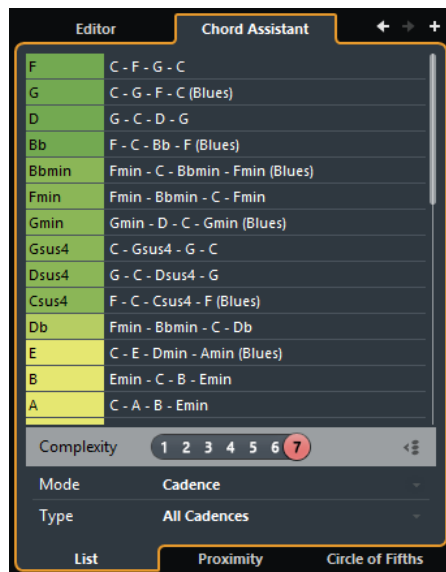 Editor Chord Assistant
F C - F - G - C
G C - G - F - C (Blues)
D G - C - D - G
Bb F - C - Bb - F (Blues)
Bbmin Fmin - C - Bbmin - Fmin (Blues)
Fmin Fmin - Bbmin - C - Fmin
Gmin Gmin - D - C - Gmin (Blues)
Gsus4 C - Gsus4 - G - C
Dsus4 G - C - Dsus4 - G
Csus4 F - C - Csus4 - F (Blues)
Db Fmin - Bbmin - C - Db
E C - E - Dmin - Amin (Blues)
B Emin - C - B - Emin
A C - A - B - Emin
Complexity 1 2 3 4 5 6 7
Mode Cadence
Type All Cadences
List Proximity Circle of Fifths